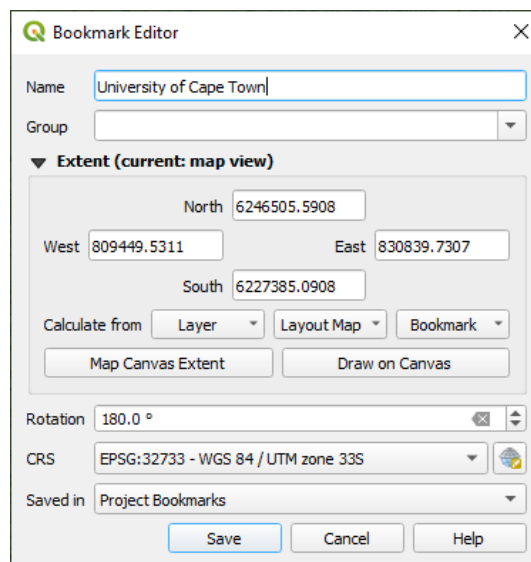 Bookmark Editor
Name University of Cape Town
Group
Extent (current: map view)
North 6246505.5908
West 809449.5311 East 830839.7307
South 6227385.0908
Calculate from Layer Layout Map Bookmark
Map Canvas Extent Draw on Canvas
Rotation 180.0 °
CRS EPSG:32733 - WGS 84 / UTM zone 33S
Saved in Project Bookmarks
Save Cancel Help